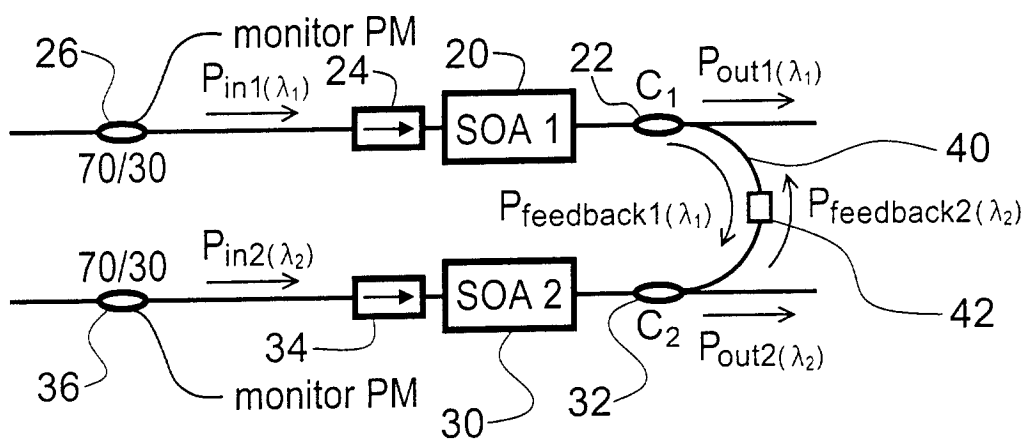 monitor PM
26
Pin1(λ1)
24
20
22
C1
Pout1(λ1)
SOA 1
70/30
40
Pfeedback1(λ1)
Pfeedback2(λ2)
70/30
Pin2(λ2)
SOA 2
C2
42
Pout2(λ2)
36
34
monitor PM
30
32